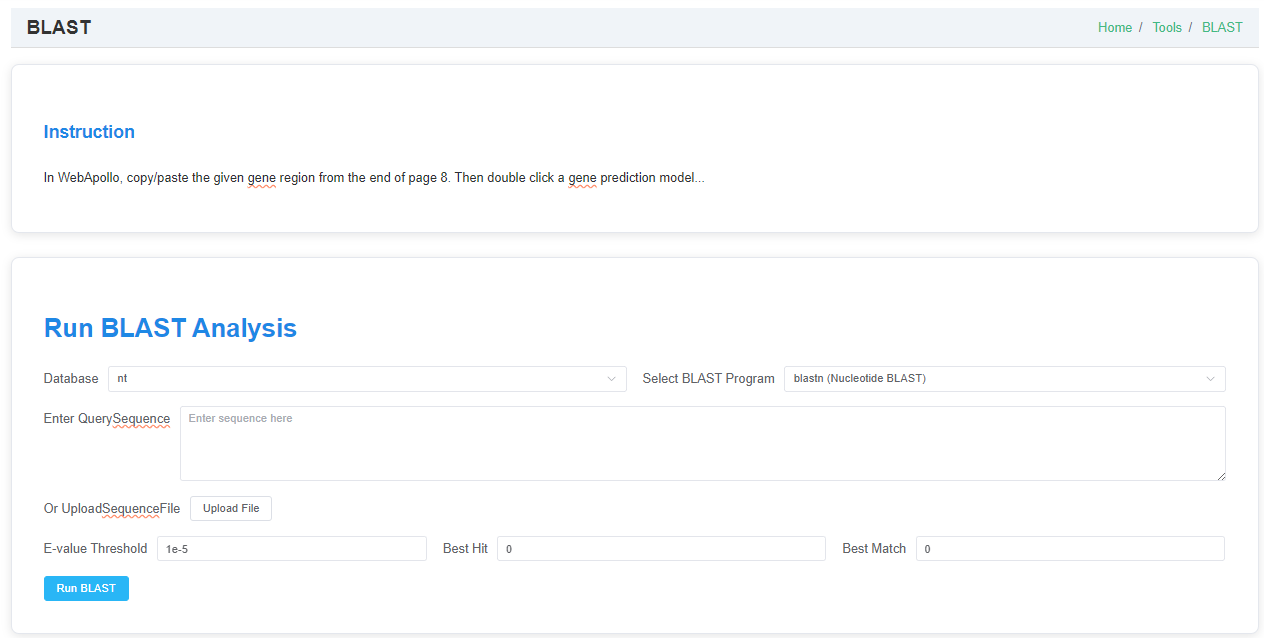 BLAST
Home / Tools / BLAST
Instruction
In WebApollo, copy/paste the given gene region from the end of page 8. Then double click a gene prediction model...
Run BLAST Analysis
Database nt Select BLAST Program blastn (Nucleotide BLAST)
Enter QuerySequence Enter sequence here
Or UploadSequenceFile Upload File
E-value Threshold 1e-5 Best Hit 0 Best Match 0
Run BLAST